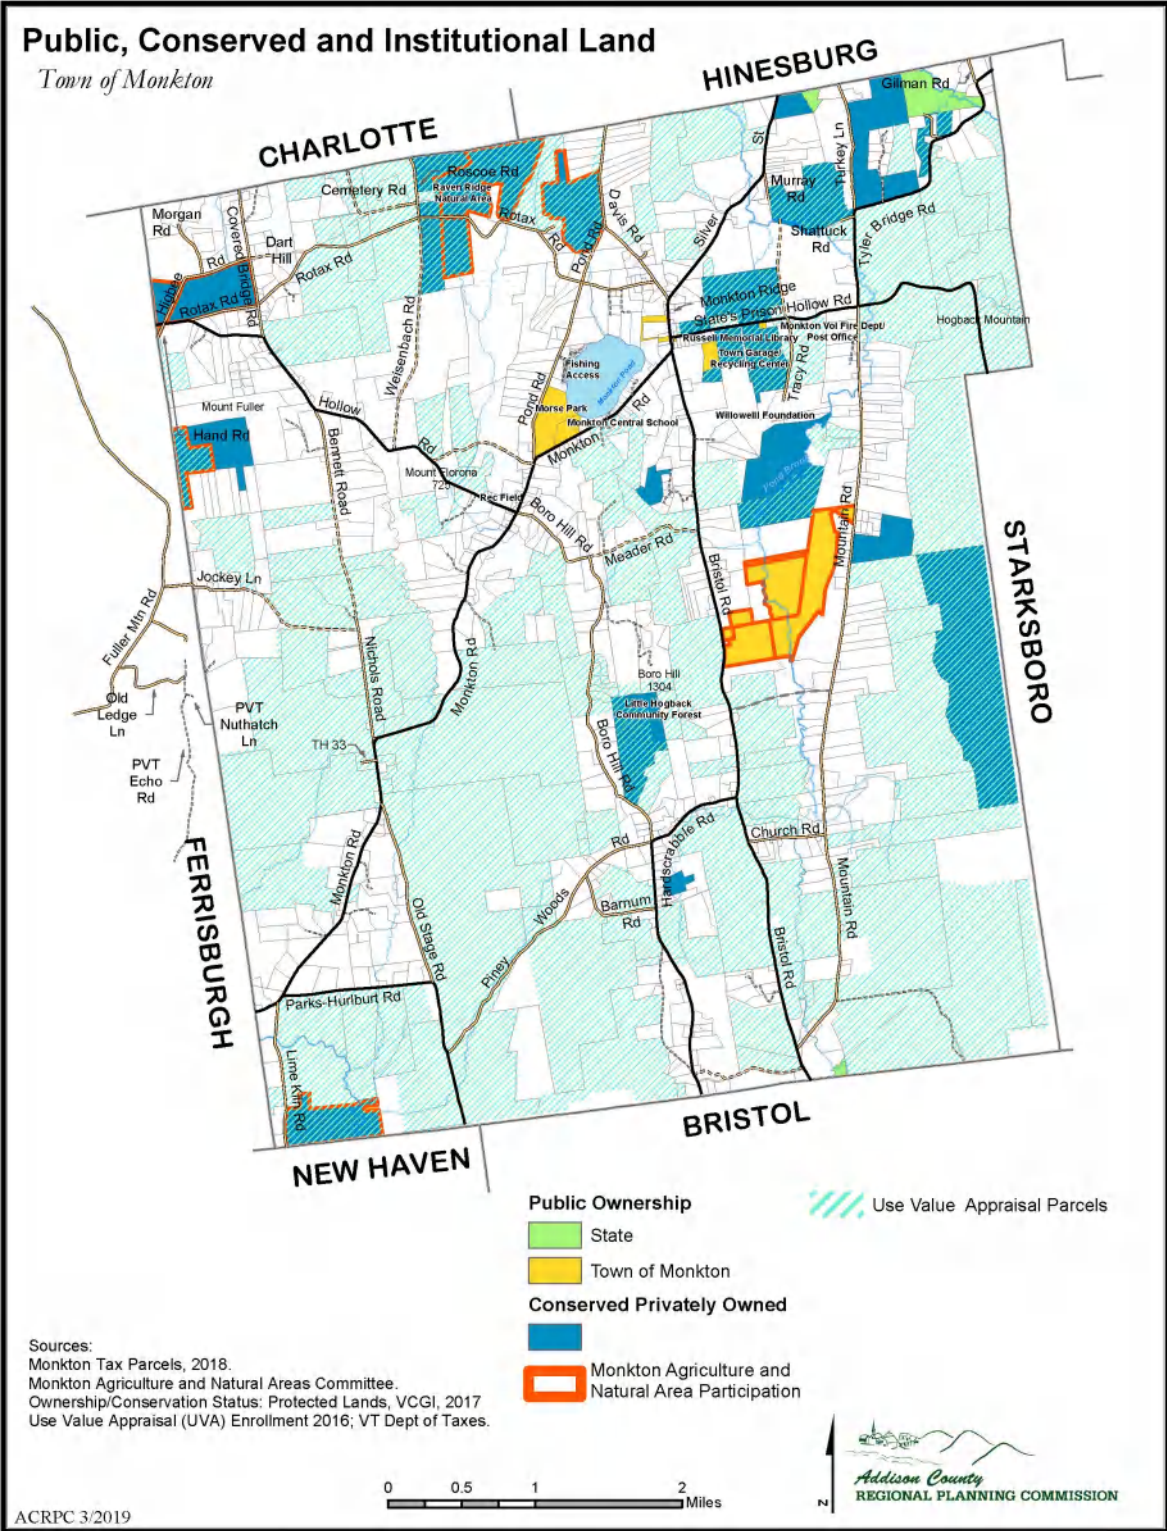 Public, Conserved and Institutional Land
Town of Monkton
HINESBURG
CHARLOTTE
Gilman Rd
St
Turkey Ln
Roscoe Rd
Cemetery Rd
Raven Ridge
Natural Area
Murray
Rd
Morgan
Rd
Covered Bridge Rd
Davis Rd
Rotax
Rd
Silver
Tyler Bridge Rd
Shattuck
Rd
Dart
Hill
Rd
Pond Rd
Rotax Rd
Higbee
Rotax Rd
Monkton Ridge
State's Prison Hollow Rd
Hogback Mountain
Monkton Vol Fire Dept/
Post Office
Russell Memorial Library
Town Garage/
Recycling Center
Tracy Rd
Weisenbach Rd
Fishing
Access
Monkton Pond
Pond Rd
Mount Fuller
Hollow
Rd
Morse Park
Rd
Willowell Foundation
Monkton Central School
Monkton
Hand Rd
Bennett Road
Mount Florona
Pond Brook
Rec Field
Boro Hill Rd
Mountain Rd
Meader Rd
STARKSBORO
Jockey Ln
Bristol Rd
Fuller Mtn Rd
Nichols Road
Monkton Rd
Boro Hill
1304
Old
Ledge
Ln
PVT
Nuthatch
Ln
Little Hogback
Community Forest
TH 33
Boro Hill Rd
PVT
Echo
Rd
Hardscrabble Rd
Church Rd
Rd
FERRISBURGH
Monkton Rd
Mountain Rd
Old Stage Rd
Woods
Barnum
Rd
Bristol Rd
Piney
Parks-Hurlburt Rd
Lime Kiln Rd
BRISTOL
NEW HAVEN
Public Ownership
State
Town of Monkton
Conserved Privately Owned
Monkton Agriculture and
Natural Area Participation
Use Value Appraisal Parcels
Sources:
Monkton Tax Parcels, 2018.
Monkton Agriculture and Natural Areas Committee.
Ownership/Conservation Status: Protected Lands, VCGI, 2017
Use Value Appraisal (UVA) Enrollment 2016; VT Dept of Taxes.
0 0.5 1 2
Miles
N
Addison County
REGIONAL PLANNING COMMISSION
ACRPC 3/2019